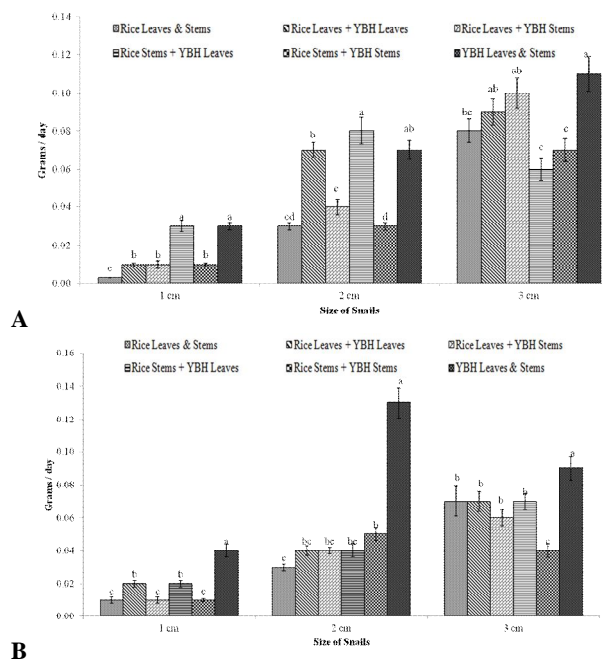 0.14
Rice Leaves & Stems Rice Leaves + YBH Leaves Rice Leaves + YBH Stems
Rice Stems + YBH Leaves Rice Stems + YBH Stems YBH Leaves & Stems
0.12
0.10
0.08
0.06
0.04
0.02
0.00
Grams / day
c b b a b a
cd b c a d ab
bc ab ab c c a
1 cm 2 cm 3 cm
Size of Snails
A
0.16
Rice Leaves & Stems Rice Leaves + YBH Leaves Rice Leaves + YBH Stems
Rice Stems + YBH Leaves Rice Stems + YBH Stems YBH Leaves & Stems
0.14
0.12
0.10
0.08
0.06
0.04
0.02
0.00
Grams / day
c b c b c a
c bc bc bc b a
b b b b c a
1 cm 2 cm 3 cm
Size of Snails
B